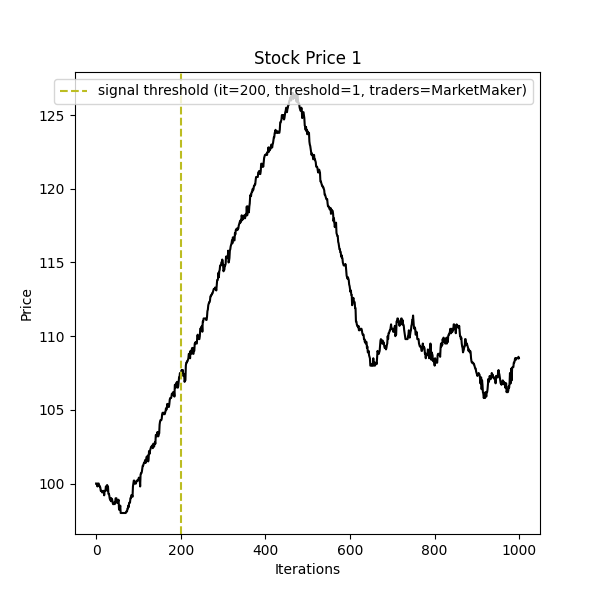 Stock Price 1
signal threshold (it=200, threshold=1, traders=MarketMaker)
125
120
115
110
105
100
Price
0 200 400 600 800 1000
Iterations